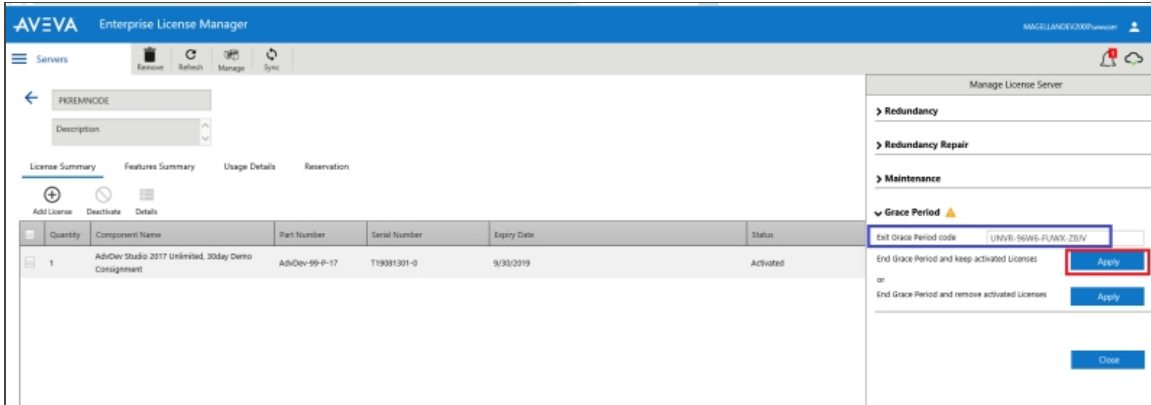 AVEVA Enterprise License Manager
Servers
Remove Refresh Manage Sync
1
Manage License Server
PKREMNODE
Description
License Summary Features Summary Usage Details Reservation
Add License Deactivate Details
Quantity Component Name Part Number Serial Number Expiry Date Status
1 AdvDev Studio 2017 Unlimited, 30day Demo Consignment AdvDev-99-P-17 T19081301-0 9/30/2019 Activated
Redundancy
Redundancy Repair
Maintenance
Grace Period
Exit Grace Period code UNVR-96W6-FUWX-ZBJV
End Grace Period and keep activated Licenses Apply
or
End Grace Period and remove activated Licenses Apply
Close